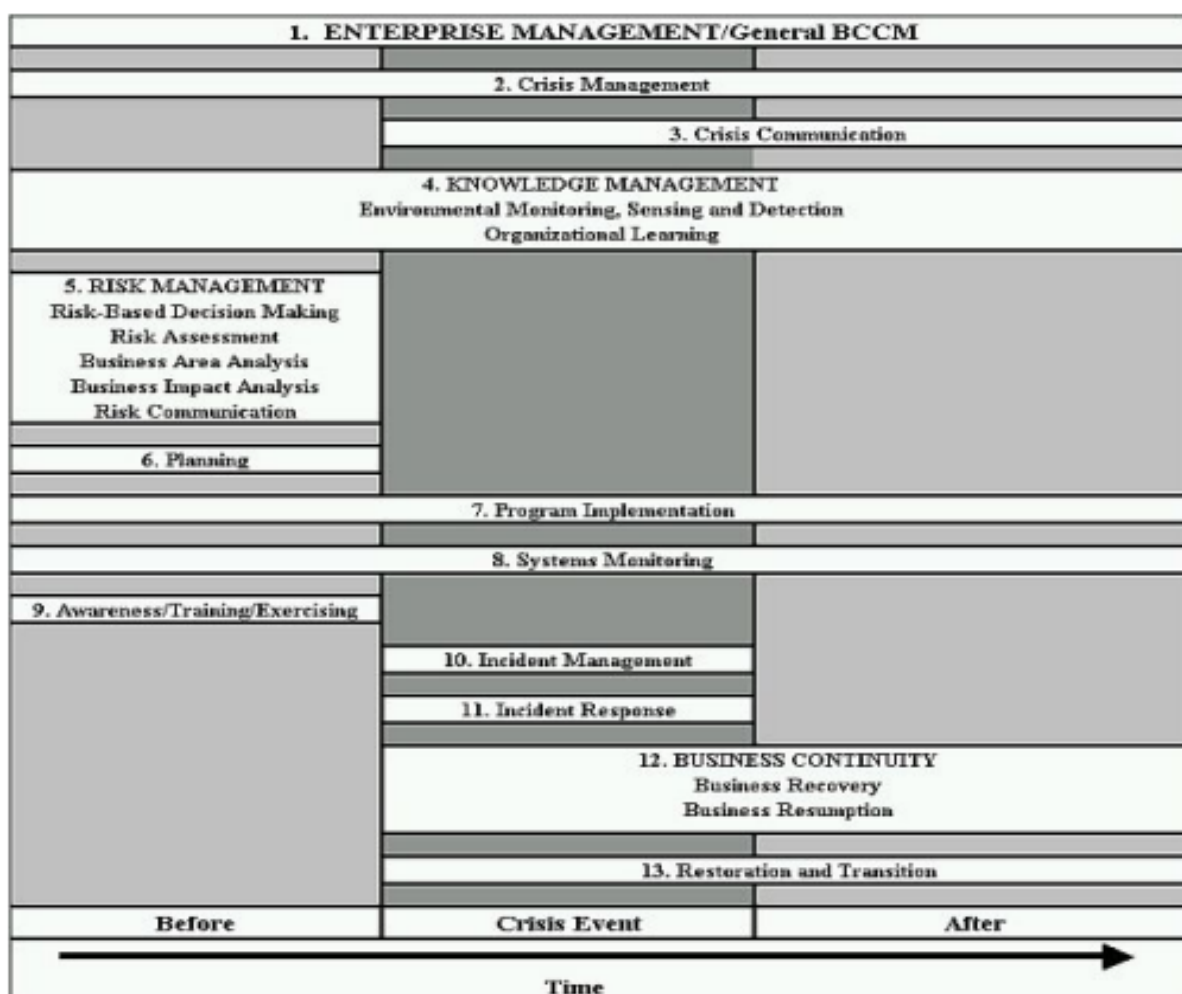 1. ENTERPRISE MANAGEMENT/General BCCM
2. Crisis Management
3. Crisis Communication
4. KNOWLEDGE MANAGEMENT
Environmental Monitoring, Sensing and Detection
Organizational Learning
5. RISK MANAGEMENT
Risk-Based Decision Making
Risk Assessment
Business Area Analysis
Business Impact Analysis
Risk Communication
6. Planning
7. Program Implementation
8. Systems Monitoring
9. Awareness/Training/Exercising
10. Incident Management
11. Incident Response
12. BUSINESS CONTINUITY
Business Recovery
Business Resumption
13. Restoration and Transition
Before Crisis Event After
Time